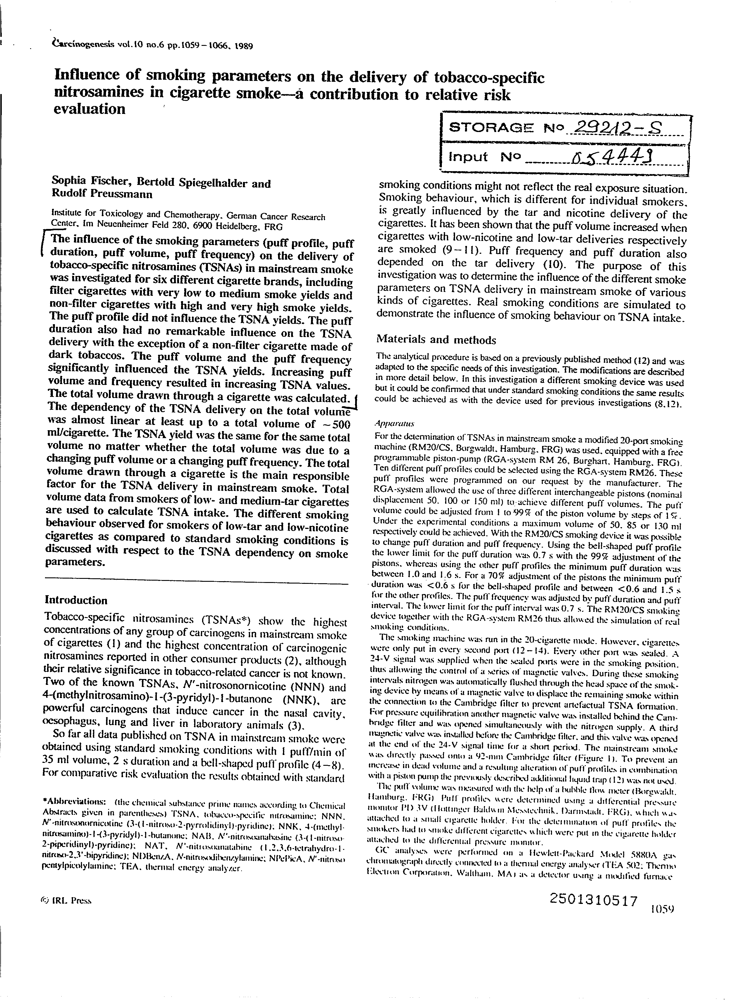 Carcinogenesis vol.10 no.6 pp.1059–1066, 1989
Influence of smoking parameters on the delivery of tobacco-specific
nitrosamines in cigarette smoke—a contribution to relative risk
evaluation
STORAGE No 29212-S
Input No 054443
Sophia Fischer, Bertold Spiegelhalder and
Rudolf Preussmann
Institute for Toxicology and Chemotherapy, German Cancer Research
Center, Im Neuenheimer Feld 280, 6900 Heidelberg, FRG
The influence of the smoking parameters (puff profile, puff
duration, puff volume, puff frequency) on the delivery of
tobacco-specific nitrosamines (TSNAs) in mainstream smoke
was investigated for six different cigarette brands, including
filter cigarettes with very low to medium smoke yields and
non-filter cigarettes with high and very high smoke yields.
The puff profile did not influence the TSNA yields. The puff
duration also had no remarkable influence on the TSNA
delivery with the exception of a non-filter cigarette made of
dark tobaccos. The puff volume and the puff frequency
significantly influenced the TSNA yields. Increasing puff
volume and frequency resulted in increasing TSNA values.
The total volume drawn through a cigarette was calculated.
The dependency of the TSNA delivery on the total volume
was almost linear at least up to a total volume of ~500
ml/cigarette. The TSNA yield was the same for the same total
volume no matter whether the total volume was due to a
changing puff volume or a changing puff frequency. The total
volume drawn through a cigarette is the main responsible
factor for the TSNA delivery in mainstream smoke. Total
volume data from smokers of low- and medium-tar cigarettes
are used to calculate TSNA intake. The different smoking
behaviour observed for smokers of low-tar and low-nicotine
cigarettes as compared to standard smoking conditions is
discussed with respect to the TSNA dependency on smoke
parameters.
Introduction
Tobacco-specific nitrosamines (TSNAs*) show the highest
concentrations of any group of carcinogens in mainstream smoke
of cigarettes (1) and the highest concentration of carcinogenic
nitrosamines reported in other consumer products (2), although
their relative significance in tobacco-related cancer is not known.
Two of the known TSNAs, N'-nitrosonornicotine (NNN) and
4-(methylnitrosamino)-1-(3-pyridyl)-1-butanone (NNK), are
powerful carcinogens that induce cancer in the nasal cavity,
oesophagus, lung and liver in laboratory animals (3).
So far all data published on TSNA in mainstream smoke were
obtained using standard smoking conditions with 1 puff/min of
35 ml volume, 2 s duration and a bell-shaped puff profile (4–8).
For comparative risk evaluation the results obtained with standard
*Abbreviations: (the chemical substance prime names according to Chemical
Abstracts given in parentheses) TSNA, tobacco-specific nitrosamine; NNN,
N'-nitrosonornicotine (3-(1-nitroso-2-pyrrolidinyl)-pyridine); NNK, 4-(methyl-
nitrosamino)-1-(3-pyridyl)-1-butanone; NAB, N'-nitrosoanabasine (3-(1-nitroso-
2-piperidinyl)-pyridine); NAT, N'-nitrosoanatabine (1,2,3,6-tetrahydro-1-
nitroso-2,3'-bipyridine); NDBenzA, N-nitrosodibenzylamine; NPePicA, N'-nitroso
pentylpicolylamine; TEA, thermal energy analyzer.
© IRL Press
smoking conditions might not reflect the real exposure situation.
Smoking behaviour, which is different for individual smokers,
is greatly influenced by the tar and nicotine delivery of the
cigarettes. It has been shown that the puff volume increased when
cigarettes with low-nicotine and low-tar deliveries respectively
are smoked (9–11). Puff frequency and puff duration also
depended on the tar delivery (10). The purpose of this
investigation was to determine the influence of the different smoke
parameters on TSNA delivery in mainstream smoke of various
kinds of cigarettes. Real smoking conditions are simulated to
demonstrate the influence of smoking behaviour on TSNA intake.
Materials and methods
The analytical procedure is based on a previously published method (12) and was
adapted to the specific needs of this investigation. The modifications are described
in more detail below. In this investigation a different smoking device was used
but it could be confirmed that under standard smoking conditions the same results
could be achieved as with the device used for previous investigations (8,12).
Apparatus
For the determination of TSNAs in mainstream smoke a modified 20-port smoking
machine (RM20/CS, Borgwaldt, Hamburg, FRG) was used, equipped with a free
programmable piston-pump (RGA-system RM 26, Burghart, Hamburg, FRG).
Ten different puff profiles could be selected using the RGA-system RM26. These
puff profiles were programmed on our request by the manufacturer. The
RGA-system allowed the use of three different interchangeable pistons (nominal
displacement 50, 100 or 150 ml) to achieve different puff volumes. The puff
volume could be adjusted from 1 to 99% of the piston volume by steps of 1%.
Under the experimental conditions a maximum volume of 50, 85 or 130 ml
respectively could be achieved. With the RM20/CS smoking device it was possible
to change puff duration and puff frequency. Using the bell-shaped puff profile
the lower limit for the puff duration was 0.7 s with the 99% adjustment of the
pistons, whereas using the other puff profiles the minimum puff duration was
between 1.0 and 1.6 s. For a 70% adjustment of the pistons the minimum puff
duration was <0.6 s for the bell-shaped profile and between <0.6 and 1.5 s
for the other profiles. The puff frequency was adjusted by puff duration and puff
interval. The lower limit for the puff interval was 0.7 s. The RM20/CS smoking
device together with the RGA-system RM26 thus allowed the simulation of real
smoking conditions.
The smoking machine was run in the 20-cigarette mode. However, cigarettes
were only put in every second port (12–14). Every other port was sealed. A
24-V signal was supplied when the sealed ports were in the smoking position,
thus allowing the control of a series of magnetic valves. During these smoking
intervals nitrogen was automatically flushed through the head space of the smok-
ing device by means of a magnetic valve to displace the remaining smoke within
the connection to the Cambridge filter to prevent artefactual TSNA formation.
For pressure equilibration another magnetic valve was installed behind the Cam-
bridge filter and was opened simultaneously with the nitrogen supply. A third
magnetic valve was installed before the Cambridge filter, and this valve was opened
at the end of the 24-V signal time for a short period. The mainstream smoke
was directly passed onto a 92-mm Cambridge filter (Figure 1). To prevent an
increase in dead volume and a resulting alteration of puff profiles in combination
with a piston pump the previously described additional liquid trap (12) was not used.
The puff volume was measured with the help of a bubble flow meter (Borgwaldt,
Hamburg, FRG). Puff profiles were determined using a differential pressure
monitor PD 3V (Hottinger Baldwin Messtechnik, Darmstadt, FRG), which was
attached to a small cigarette holder. For the determination of puff profiles the
smokers had to smoke different cigarettes which were put in the cigarette holder
attached to the differential pressure monitor.
GC analyses were performed on a Hewlett-Packard Model 5880A gas
chromatograph directly connected to a thermal energy analyser (TEA 502; Thermo
Electron Corporation, Waltham, MA) as a detector using a modified furnace
2501310517
1059